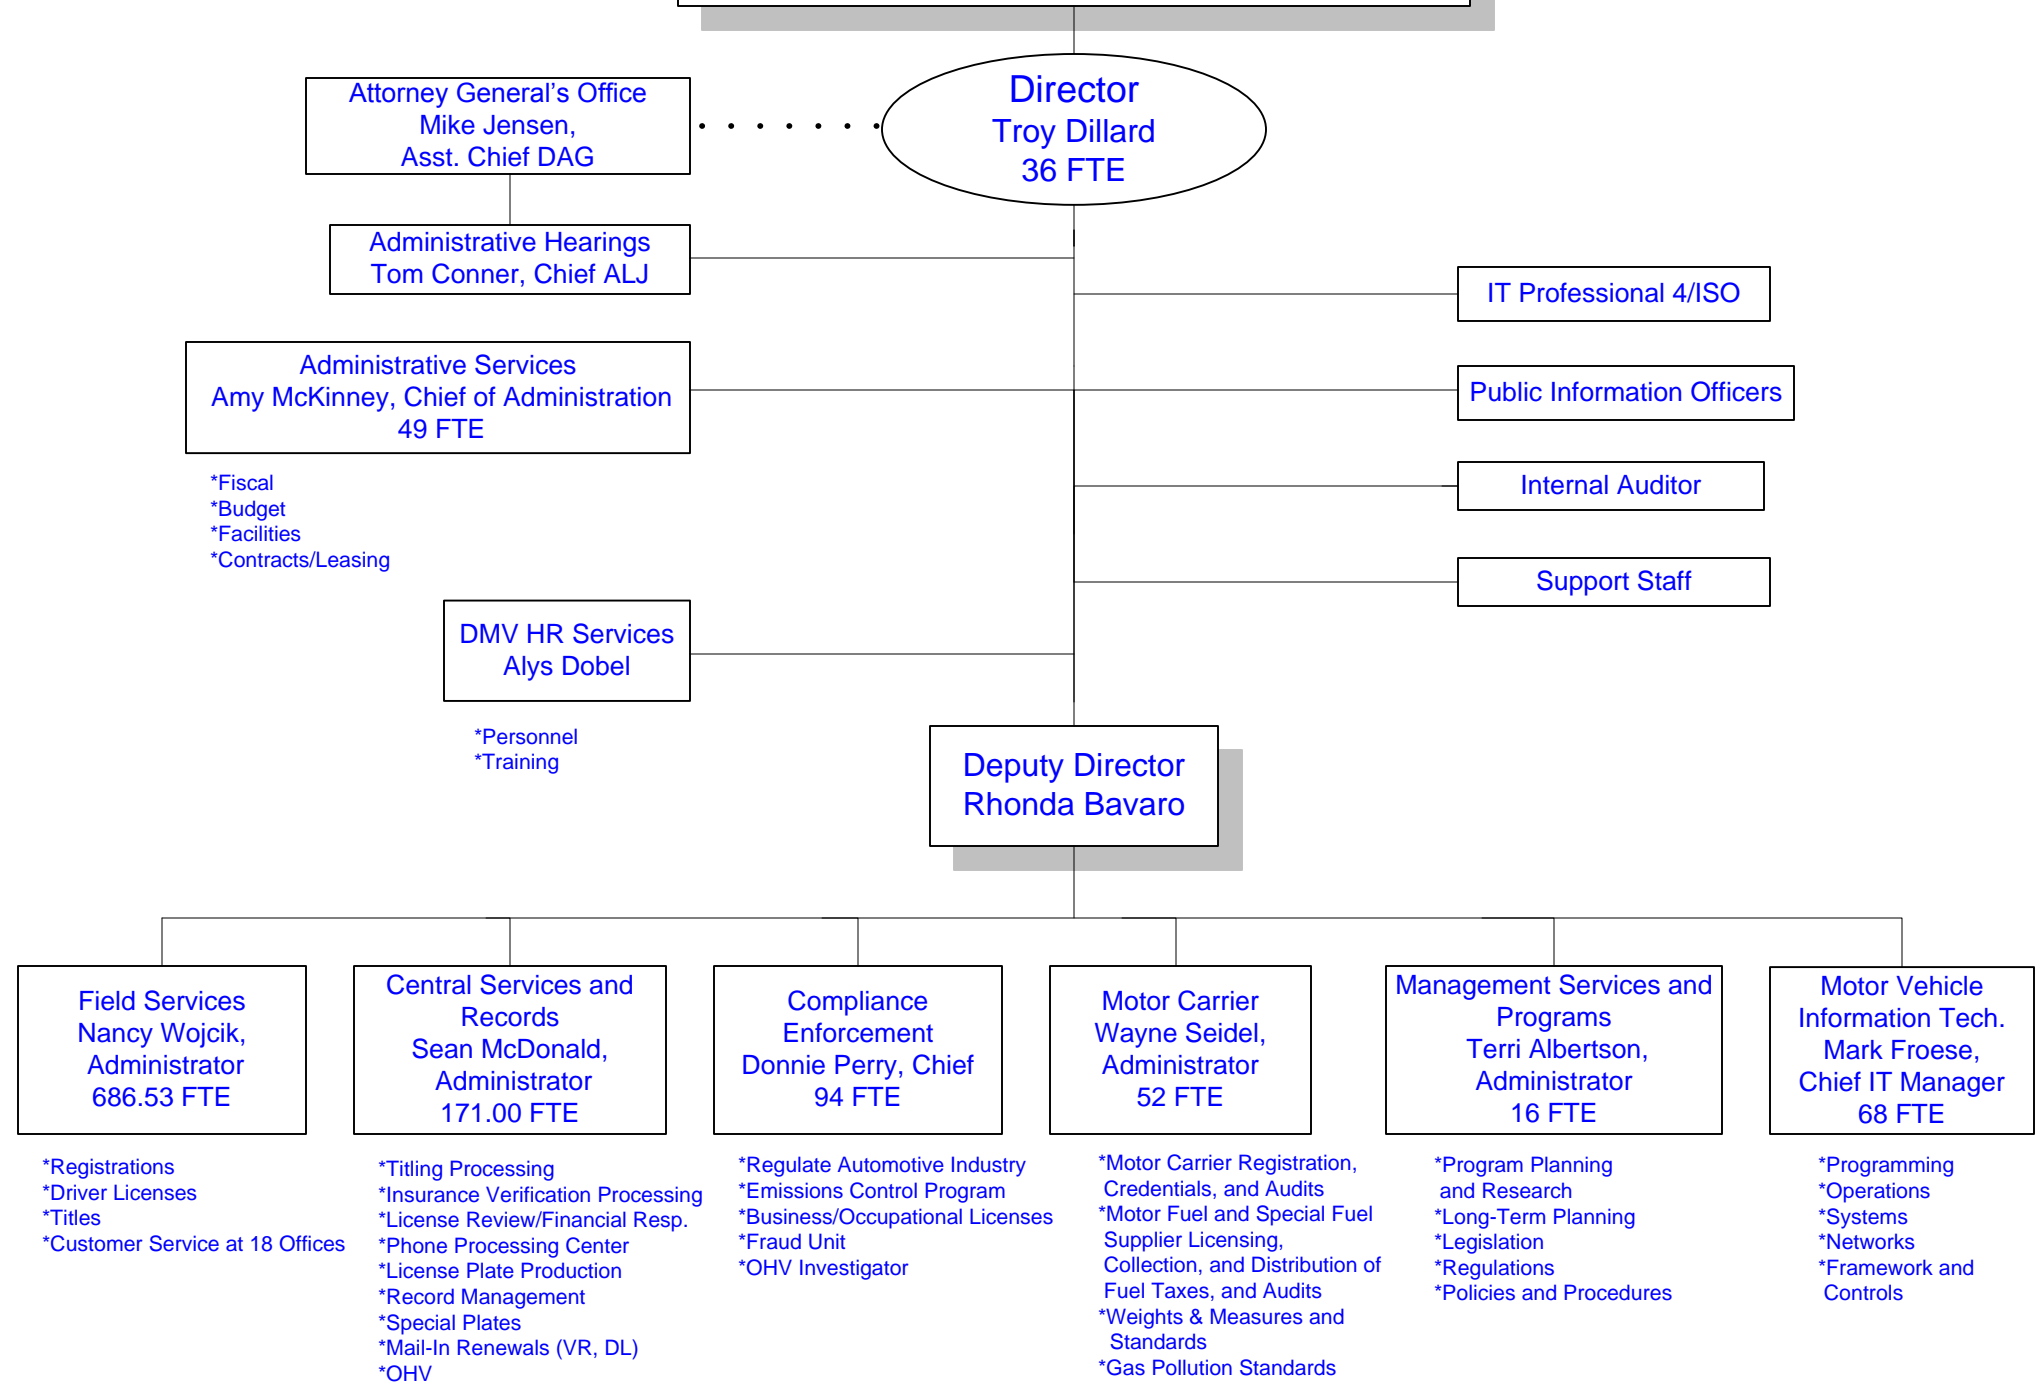 Director
Troy Dillard
36 FTE
Attorney General’s Office
Mike Jensen,
Asst. Chief DAG
Administrative Hearings
Tom Conner, Chief ALJ
IT Professional 4/ISO
Administrative Services
Amy McKinney, Chief of Administration
49 FTE
*Fiscal
*Budget
*Facilities
*Contracts/Leasing
Public Information Officers
Internal Auditor
Support Staff
DMV HR Services
Alys Dobel
*Personnel
*Training
Deputy Director
Rhonda Bavaro
Field Services
Nancy Wojcik,
Administrator
686.53 FTE
*Registrations
*Driver Licenses
*Titles
*Customer Service at 18 Offices
Central Services and
Records
Sean McDonald,
Administrator
171.00 FTE
*Titling Processing
*Insurance Verification Processing
*License Review/Financial Resp.
*Phone Processing Center
*License Plate Production
*Record Management
*Special Plates
*Mail-In Renewals (VR, DL)
*OHV
Compliance
Enforcement
Donnie Perry, Chief
94 FTE
*Regulate Automotive Industry
*Emissions Control Program
*Business/Occupational Licenses
*Fraud Unit
*OHV Investigator
Motor Carrier
Wayne Seidel,
Administrator
52 FTE
*Motor Carrier Registration,
Credentials, and Audits
*Motor Fuel and Special Fuel
Supplier Licensing,
Collection, and Distribution of
Fuel Taxes, and Audits
*Weights & Measures and
Standards
*Gas Pollution Standards
Management Services and
Programs
Terri Albertson,
Administrator
16 FTE
*Program Planning
and Research
*Long-Term Planning
*Legislation
*Regulations
*Policies and Procedures
Motor Vehicle
Information Tech.
Mark Froese,
Chief IT Manager
68 FTE
*Programming
*Operations
*Systems
*Networks
*Framework and
Controls